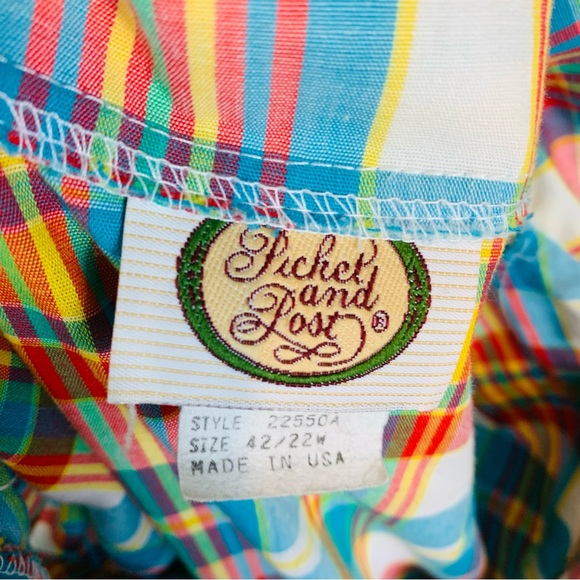 Picket
and
Post ®
STYLE 22550A
SIZE 42/22W
MADE IN USA